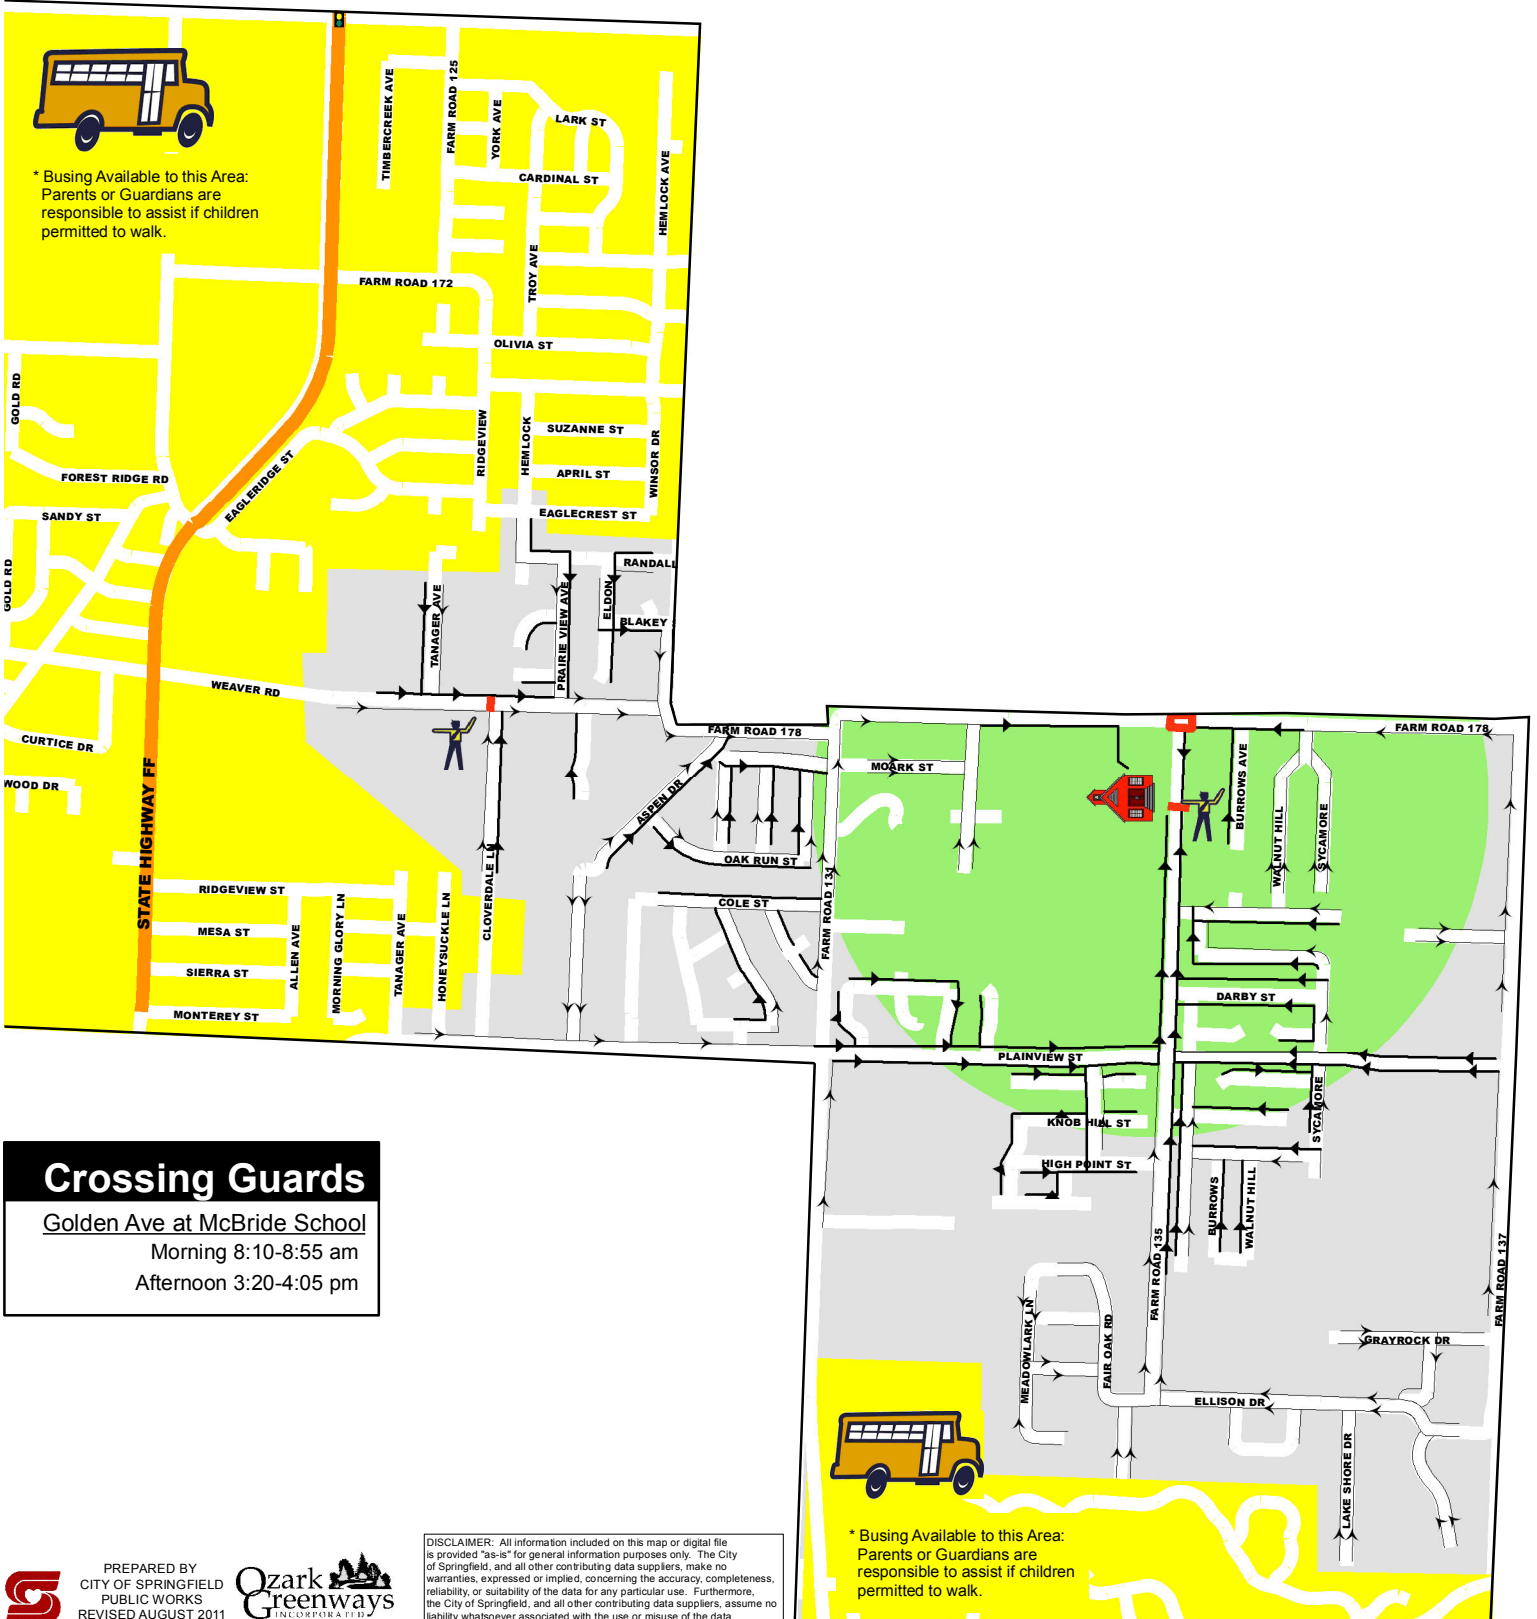 * Busing Available to this Area:
Parents or Guardians are
responsible to assist if children
permitted to walk.
TIMBERCREEK AVE
FARM ROAD 125
YORK AVE
LARK ST
CARDINAL ST
HEMLOCK AVE
TROY AVE
FARM ROAD 172
OLIVIA ST
GOLD RD
RIDGEVIEW
HEMLOCK
SUZANNE ST
APRIL ST
WINSOR DR
EAGLECREST ST
FOREST RIDGE RD
EAGLERIDGE ST
SANDY ST
GOLD RD
RANDALL
TANAGER AVE
PRAIRIE VIEW AVE
ELDON
BLAKEY
WEAVER RD
CURTICE DR
WOOD DR
STATE HIGHWAY FF
FARM ROAD 178
FARM ROAD 178
MOARK ST
ASPEN DR
BURROWS AVE
WALNUT HILL
SYCAMORE
OAK RUN ST
COLE ST
FARM ROAD 131
CLOVERDALE LN
RIDGEVIEW ST
MESA ST
SIERRA ST
MONTEREY ST
ALLEN AVE
MORNING GLORY LN
TANAGER AVE
HONEYSUCKLE LN
DARBY ST
PLAINVIEW ST
KNOB HILL ST
HIGH POINT ST
SYCAMORE
BURROWS
WALNUT HILL
FARM ROAD 135
FARM ROAD 137
MEADOWLARK LN
FAIR OAK RD
GRAYROCK DR
ELLISON DR
LAKE SHORE DR
Crossing Guards
Golden Ave at McBride School
Morning 8:10-8:55 am
Afternoon 3:20-4:05 pm
* Busing Available to this Area:
Parents or Guardians are
responsible to assist if children
permitted to walk.
PREPARED BY
CITY OF SPRINGFIELD
PUBLIC WORKS
REVISED AUGUST 2011
Ozark
Greenways
INCORPORATED
DISCLAIMER: All information included on this map or digital file
is provided "as-is" for general information purposes only. The City
of Springfield, and all other contributing data suppliers, make no
warranties, expressed or implied, concerning the accuracy, completeness,
reliability, or suitability of the data for any particular use. Furthermore,
the City of Springfield, and all other contributing data suppliers, assume no
liability whatsoever associated with the use or misuse of the data